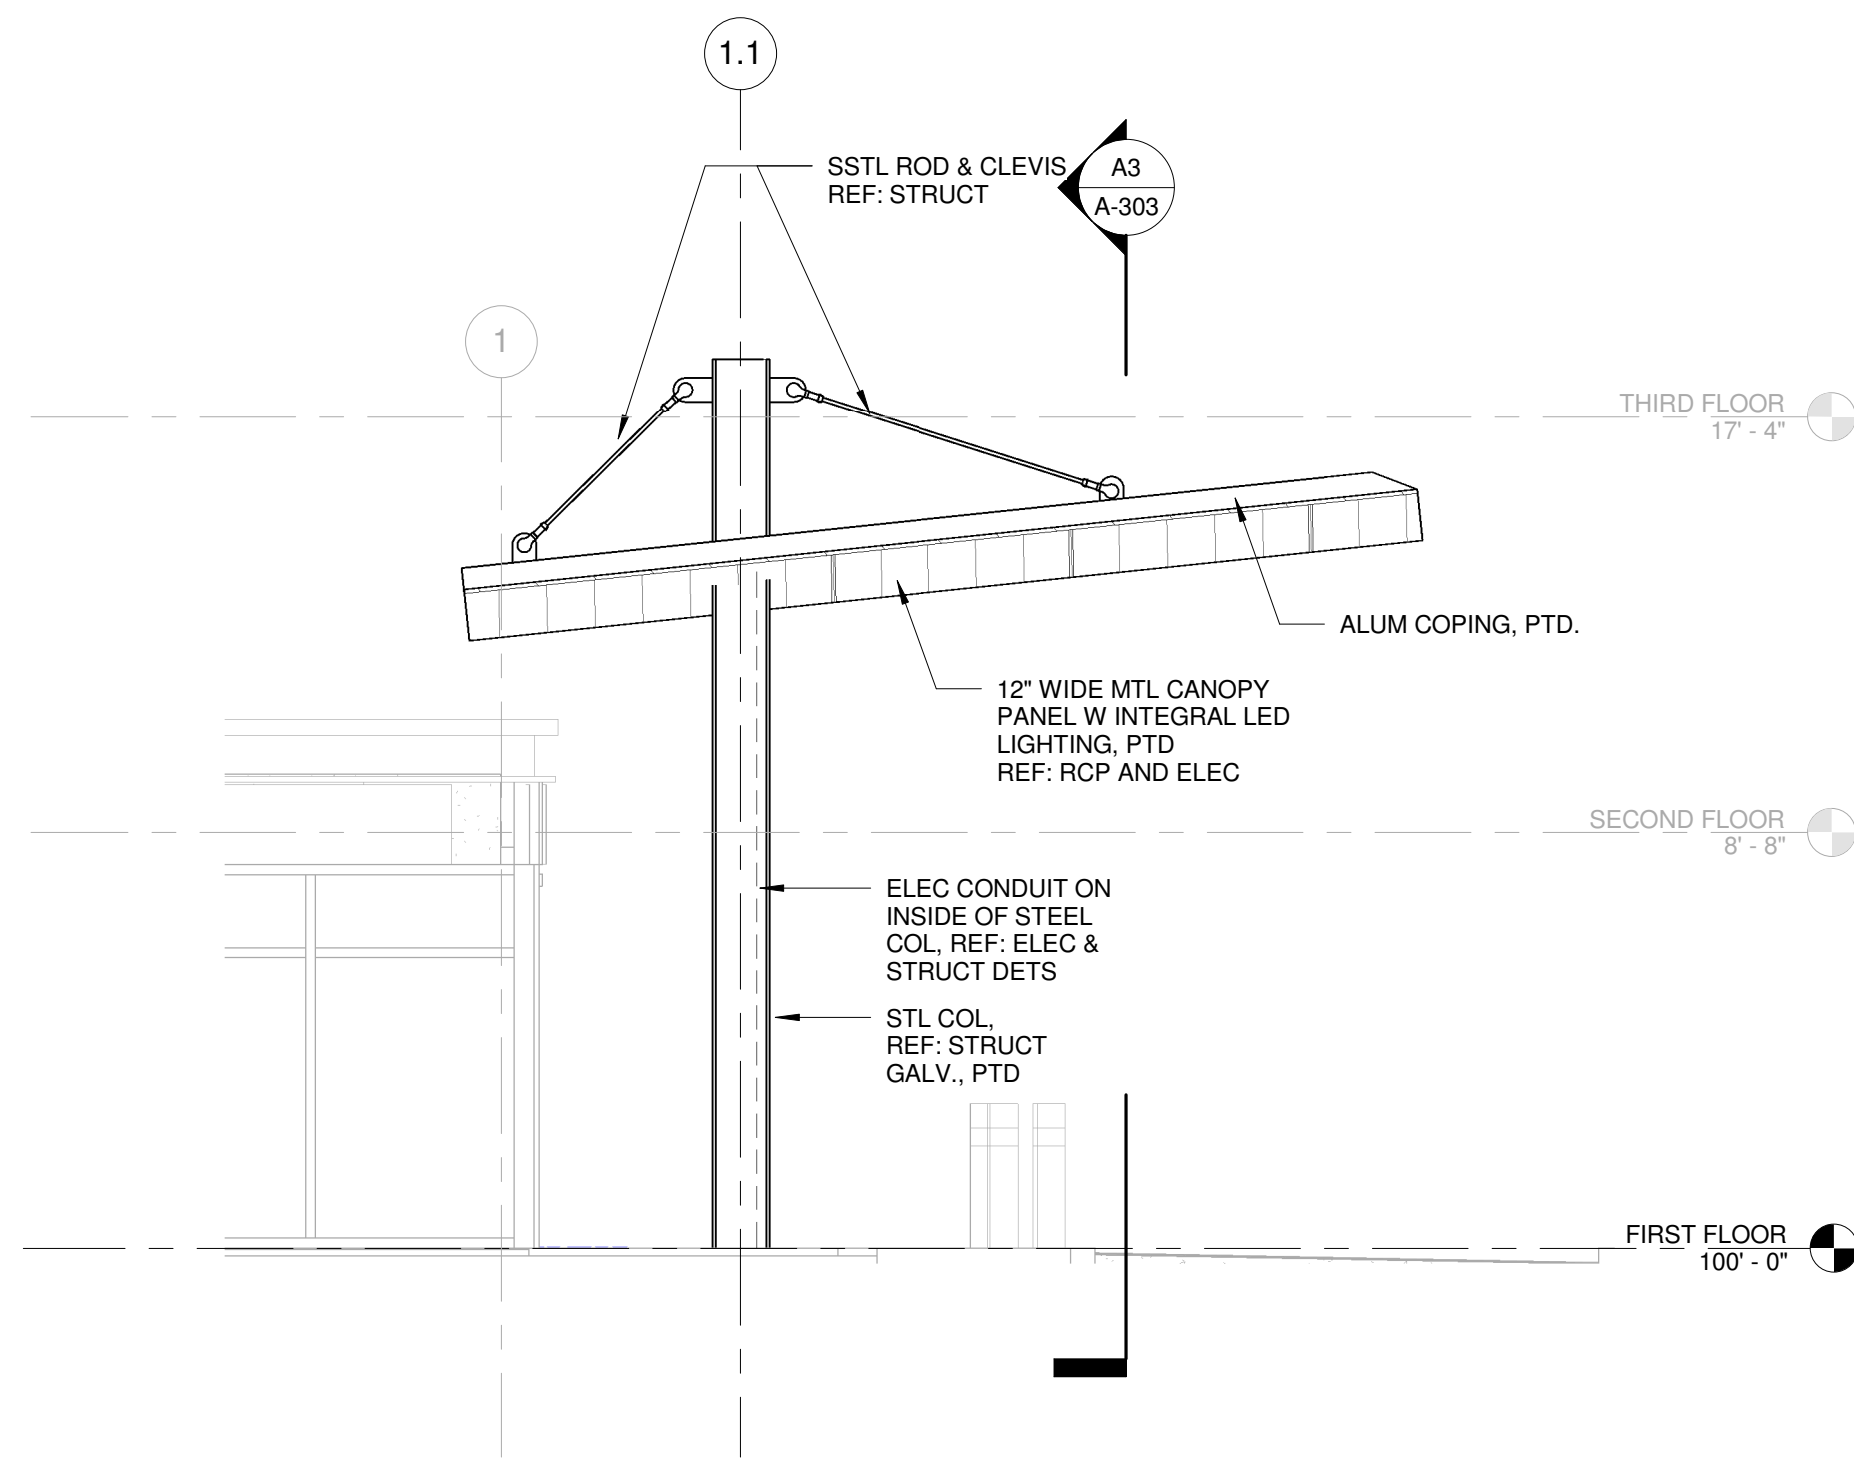 1.1
SSTL ROD & CLEVIS
REF: STRUCT
A3
A-303
1
THIRD FLOOR
17' - 4"
ALUM COPING, PTD.
12" WIDE MTL CANOPY
PANEL W INTEGRAL LED
LIGHTING, PTD
REF: RCP AND ELEC
SECOND FLOOR
8' - 8"
ELEC CONDUIT ON
INSIDE OF STEEL
COL, REF: ELEC &
STRUCT DETS
STL COL,
REF: STRUCT
GALV., PTD
FIRST FLOOR
100' - 0"